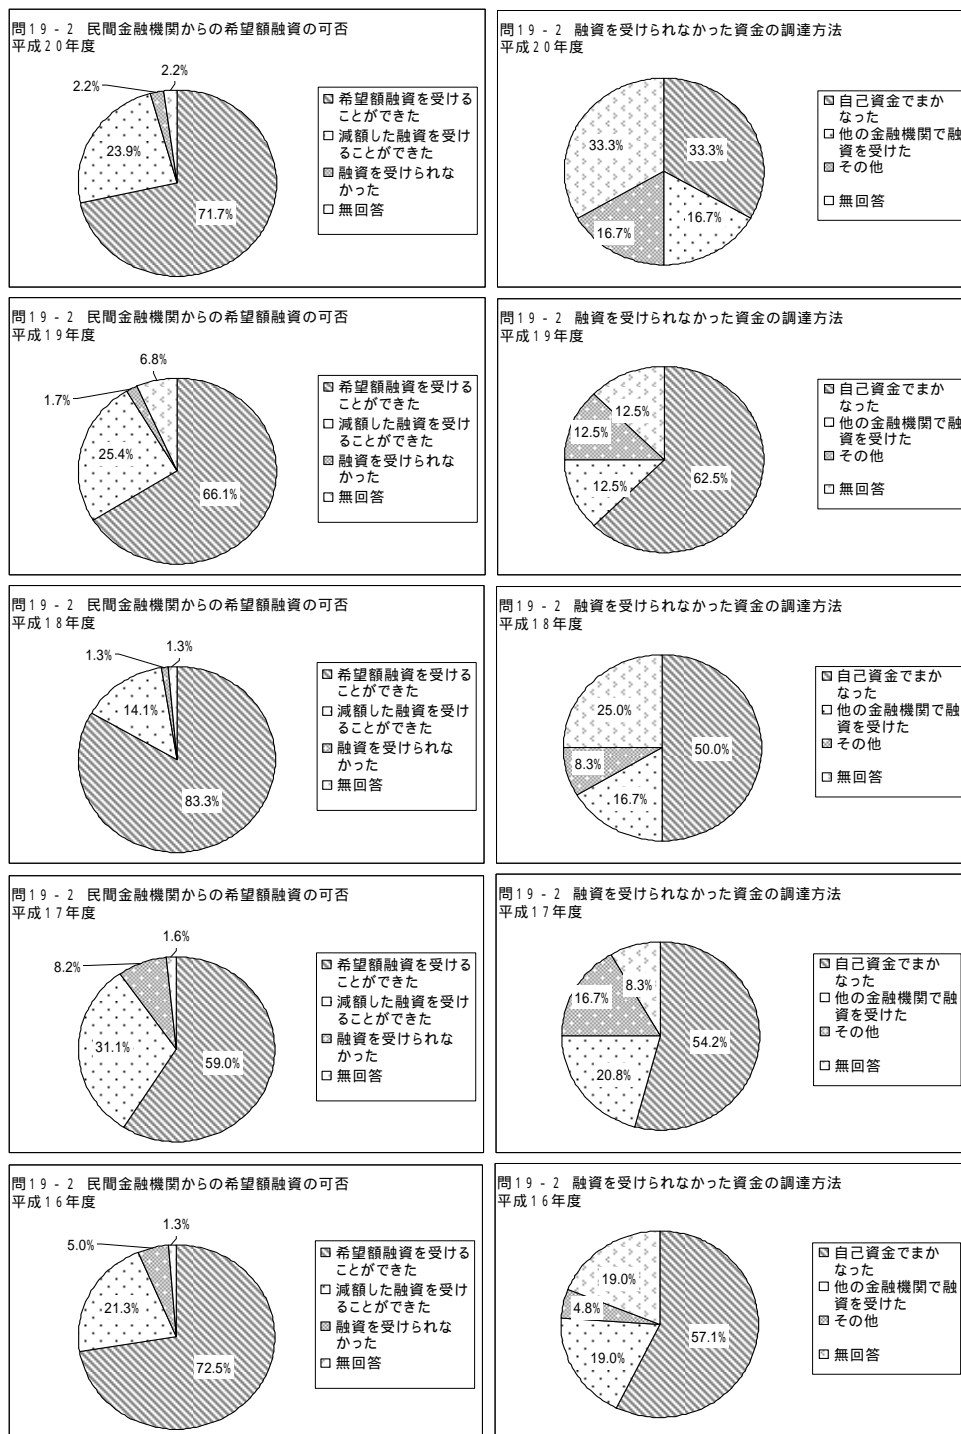 問19-2 民間金融機関からの希望額融資の可否
平成20年度
2.2%
2.2%
23.9%
71.7%
希望額融資を受ける
ことができた
減額した融資を受け
ることができた
融資を受けられな
かった
無回答
問19-2 融資を受けられなかった資金の調達方法
平成20年度
33.3%
33.3%
16.7%
16.7%
自己資金でまか
なった
他の金融機関で融
資を受けた
その他
無回答
問19-2 民間金融機関からの希望額融資の可否
平成19年度
6.8%
1.7%
25.4%
66.1%
希望額融資を受ける
ことができた
減額した融資を受け
ることができた
融資を受けられな
かった
無回答
問19-2 融資を受けられなかった資金の調達方法
平成19年度
12.5%
12.5%
12.5%
62.5%
自己資金でまか
なった
他の金融機関で融
資を受けた
その他
無回答
問19-2 民間金融機関からの希望額融資の可否
平成18年度
1.3%
1.3%
14.1%
83.3%
希望額融資を受ける
ことができた
減額した融資を受け
ることができた
融資を受けられな
かった
無回答
問19-2 融資を受けられなかった資金の調達方法
平成18年度
25.0%
50.0%
8.3%
16.7%
自己資金でまか
なった
他の金融機関で融
資を受けた
その他
無回答
問19-2 民間金融機関からの希望額融資の可否
平成17年度
1.6%
8.2%
31.1%
59.0%
希望額融資を受ける
ことができた
減額した融資を受け
ることができた
融資を受けられな
かった
無回答
問19-2 融資を受けられなかった資金の調達方法
平成17年度
8.3%
16.7%
54.2%
20.8%
自己資金でまか
なった
他の金融機関で融
資を受けた
その他
無回答
問19-2 民間金融機関からの希望額融資の可否
平成16年度
1.3%
5.0%
21.3%
72.5%
希望額融資を受ける
ことができた
減額した融資を受け
ることができた
融資を受けられな
かった
無回答
問19-2 融資を受けられなかった資金の調達方法
平成16年度
19.0%
4.8%
57.1%
19.0%
自己資金でまか
なった
他の金融機関で融
資を受けた
その他
無回答